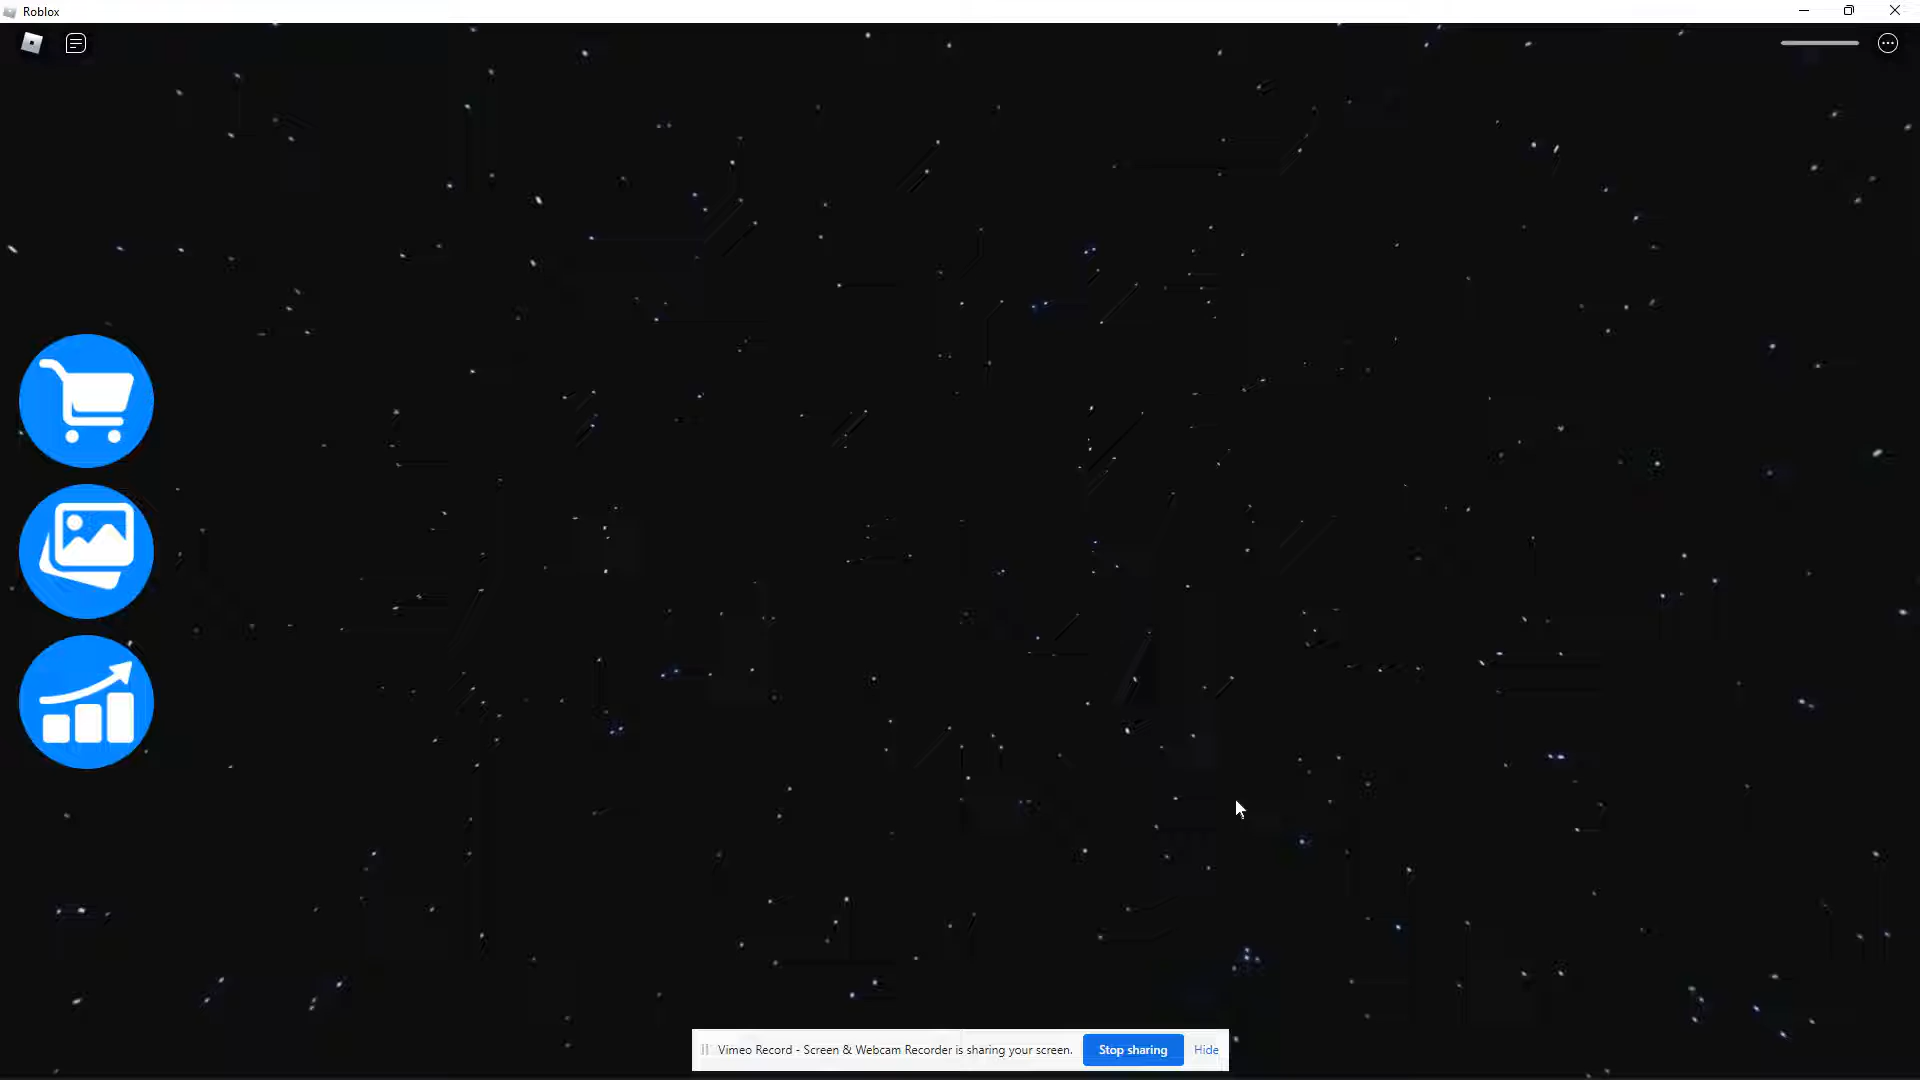 Roblox
Vimeo Record - Screen & Webcam Recorder is sharing your screen.
Stop sharing
Hide